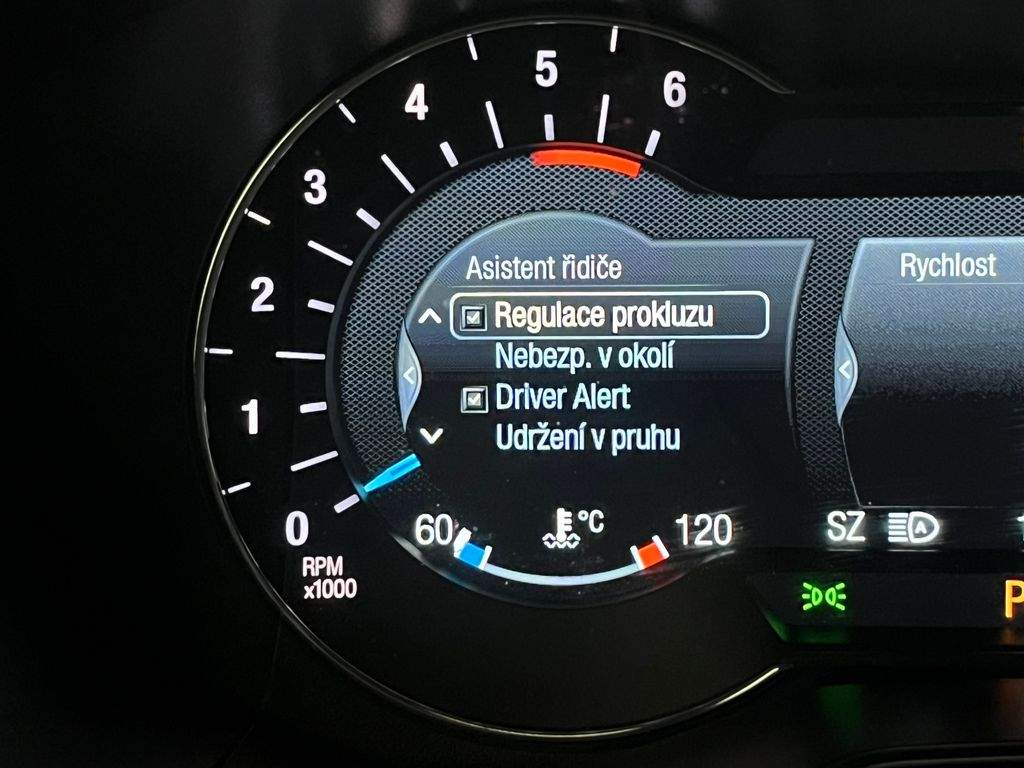 5
6
4
3
2
1
0
RPM
x1000
Asistent řidiče
Regulace prokluzu
Nebezp. v okolí
Driver Alert
Udržení v pruhu
60
°C
120
Rychlost
SZ
A
P